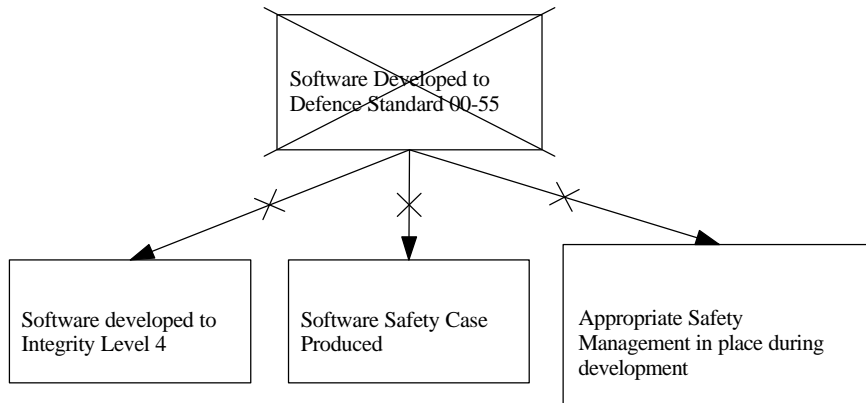 Software Developed to
Defence Standard 00-55
Software developed to
Integrity Level 4
Software Safety Case
Produced
Appropriate Safety
Management in place during
development